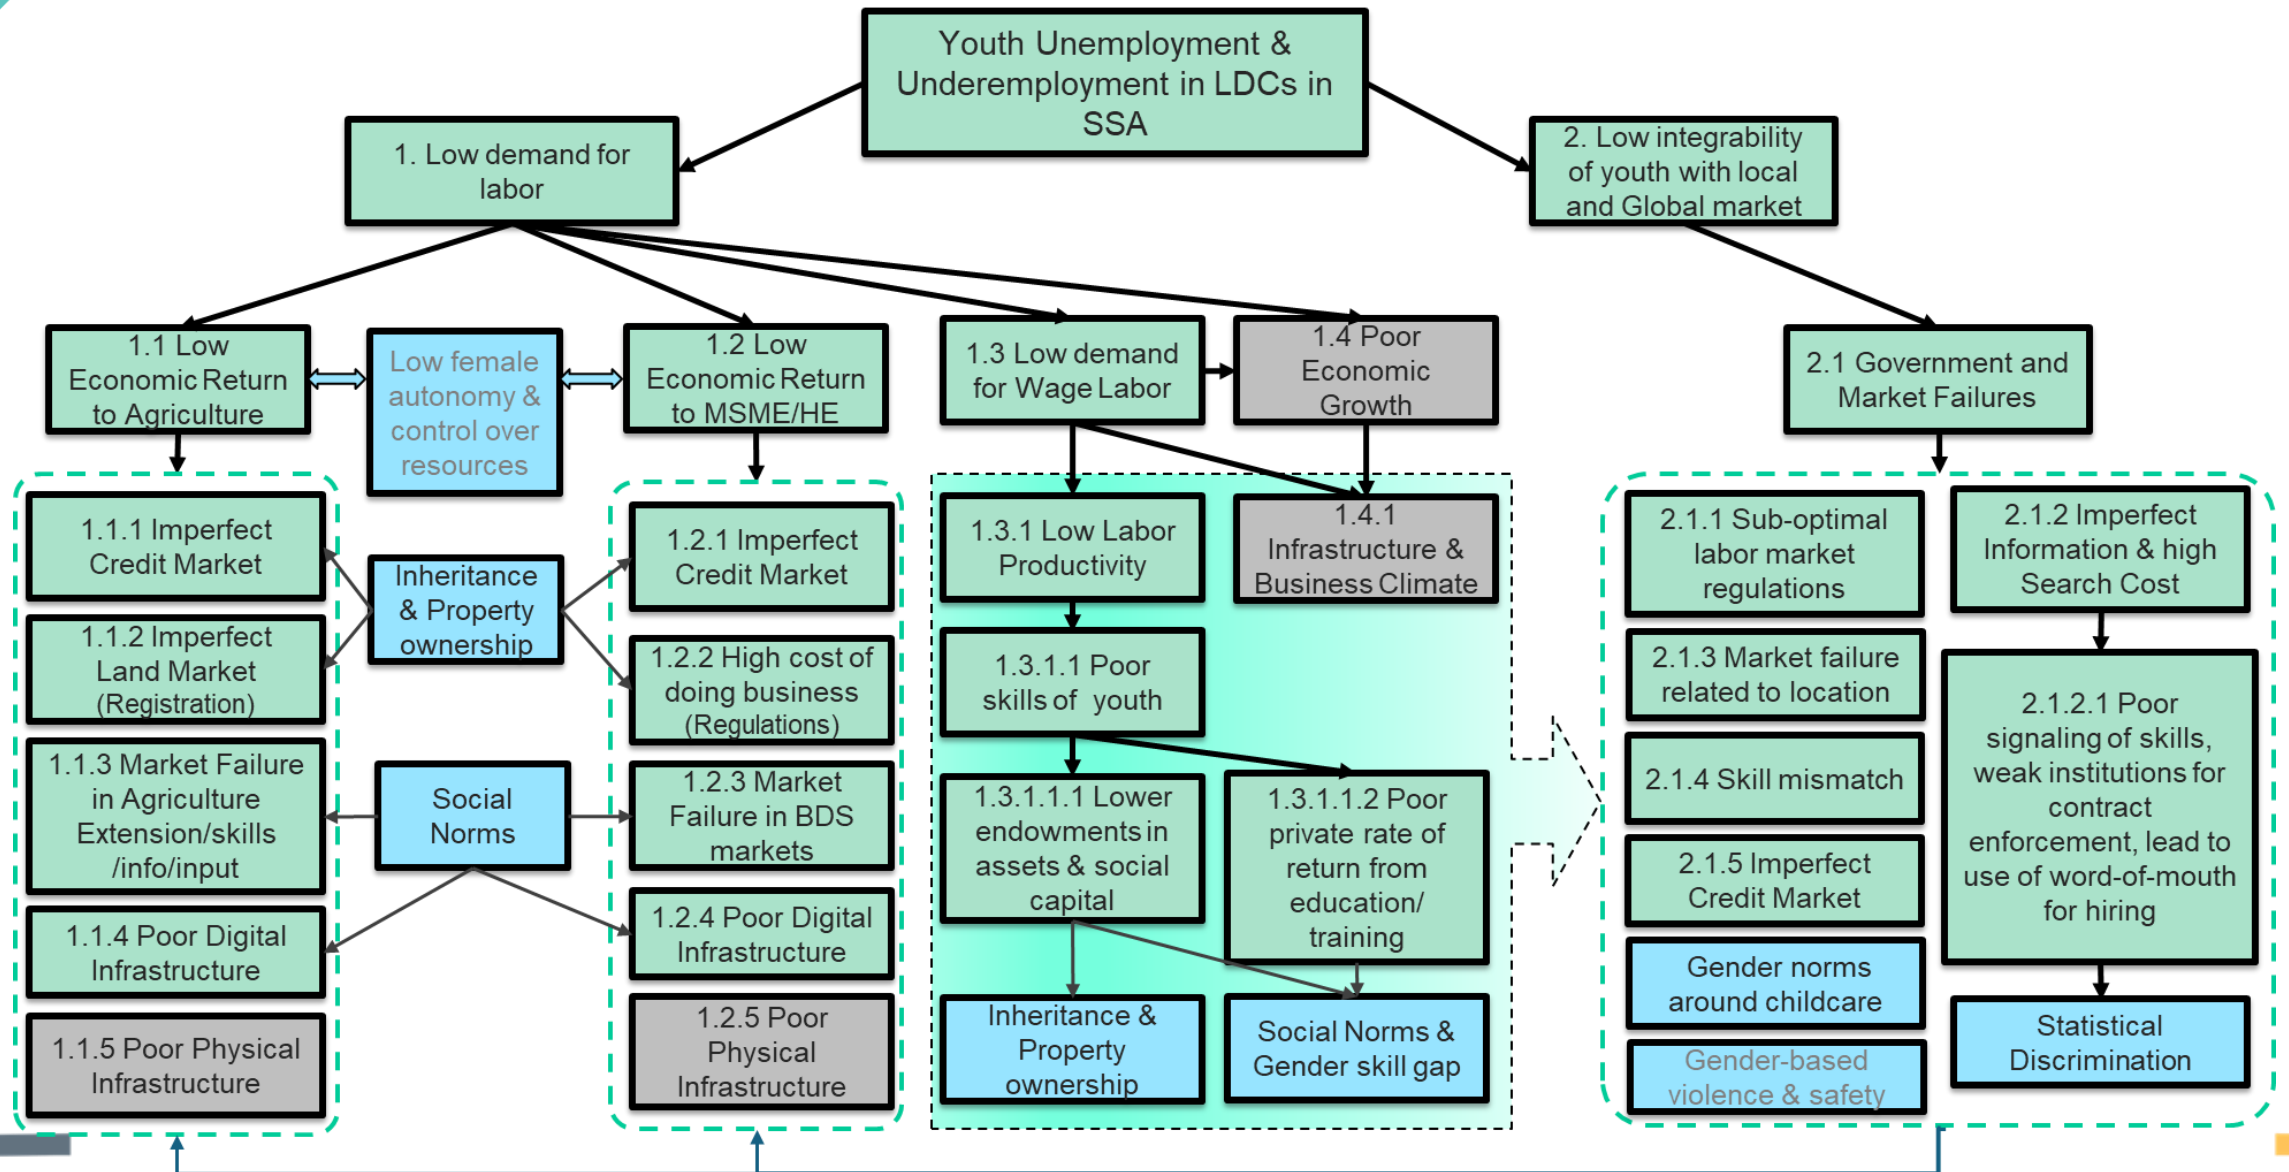 Youth Unemployment &
Underemployment in LDCs in
SSA
1. Low demand for
labor
2. Low integrability
of youth with local
and Global market
1.1 Low
Economic Return
to Agriculture
Low female
autonomy &
control over
resources
1.2 Low
Economic Return
to MSME/HE
1.3 Low demand
for Wage Labor
1.4 Poor
Economic
Growth
2.1 Government and
Market Failures
1.1.1 Imperfect
Credit Market
1.1.2 Imperfect
Land Market
(Registration)
1.1.3 Market Failure
in Agriculture
Extension/skills
/info/input
1.1.4 Poor Digital
Infrastructure
1.1.5 Poor Physical
Infrastructure
Inheritance
& Property
ownership
Social
Norms
1.2.1 Imperfect
Credit Market
1.2.2 High cost of
doing business
(Regulations)
1.2.3 Market
Failure in BDS
markets
1.2.4 Poor Digital
Infrastructure
1.2.5 Poor
Physical
Infrastructure
1.3.1 Low Labor
Productivity
1.4.1
Infrastructure &
Business Climate
1.3.1.1 Poor
skills of youth
1.3.1.1.1 Lower
endowments in
assets & social
capital
1.3.1.1.2 Poor
private rate of
return from
education/
training
Inheritance &
Property
ownership
Social Norms &
Gender skill gap
2.1.1 Sub-optimal
labor market
regulations
2.1.3 Market failure
related to location
2.1.4 Skill mismatch
2.1.5 Imperfect
Credit Market
Gender norms
around childcare
Gender-based
violence & safety
2.1.2 Imperfect
Information & high
Search Cost
2.1.2.1 Poor
signaling of skills,
weak institutions for
contract
enforcement, lead to
use of word-of-mouth
for hiring
Statistical
Discrimination